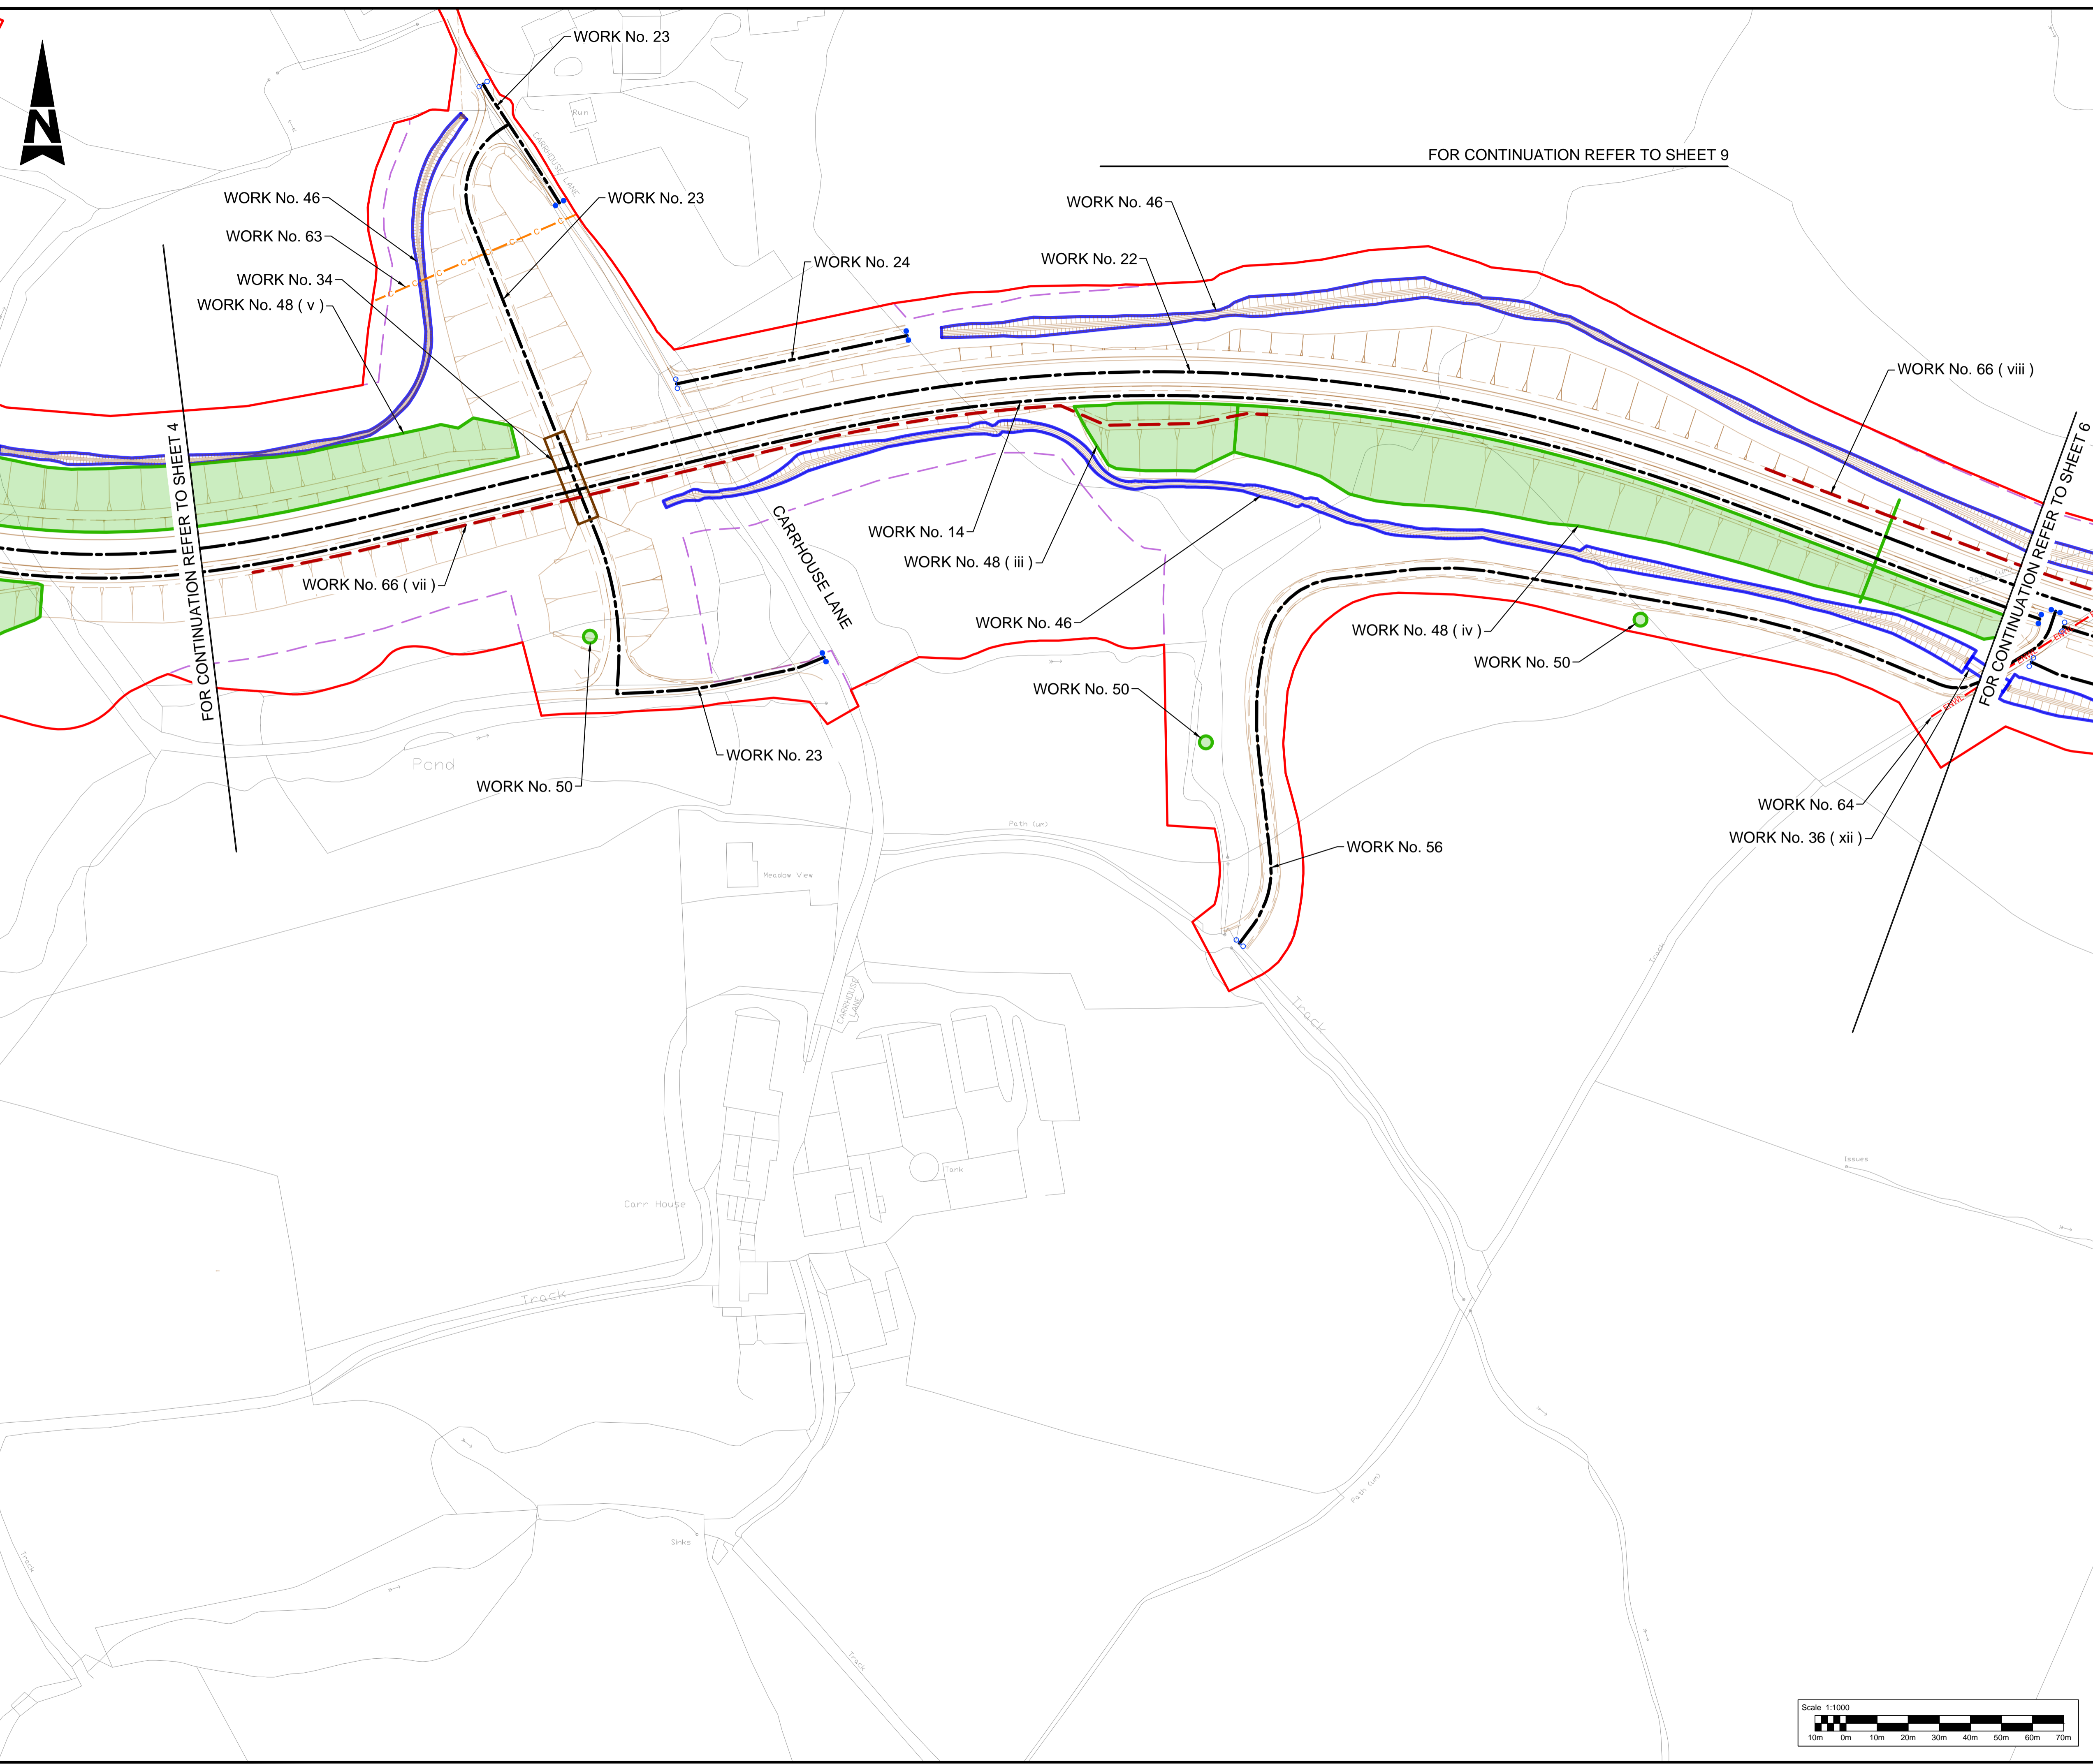 WORK No. 23
N
Ruin
CARRHOUSE LANE
FOR CONTINUATION REFER TO SHEET 9
WORK No. 46
WORK No. 23
WORK No. 46
WORK No. 63
WORK No. 22
WORK No. 24
WORK No. 34
WORK No. 48 ( v )
C C C C C C
WORK No. 66 ( viii )
FOR CONTINUATION REFER TO SHEET 4
FOR CONTINUATION REFER TO SHEET 6
WORK No. 14
CARRHOUSE LANE
WORK No. 48 ( iii )
WORK No. 66 ( vii )
WORK No. 46
WORK No. 48 ( iv )
WORK No. 50
WORK No. 50
WORK No. 23
Pond
WORK No. 50
WORK No. 64
Path (um)
WORK No. 36 ( xii )
WORK No. 56
Meadow View
Track
CARRHOUSE
LANE
Track
Issues
Tank
Carr House
Track
Path (um)
Sinks
Track
Track
Scale 1:1000
10m 0m 10m 20m 30m 40m 50m 60m 70m